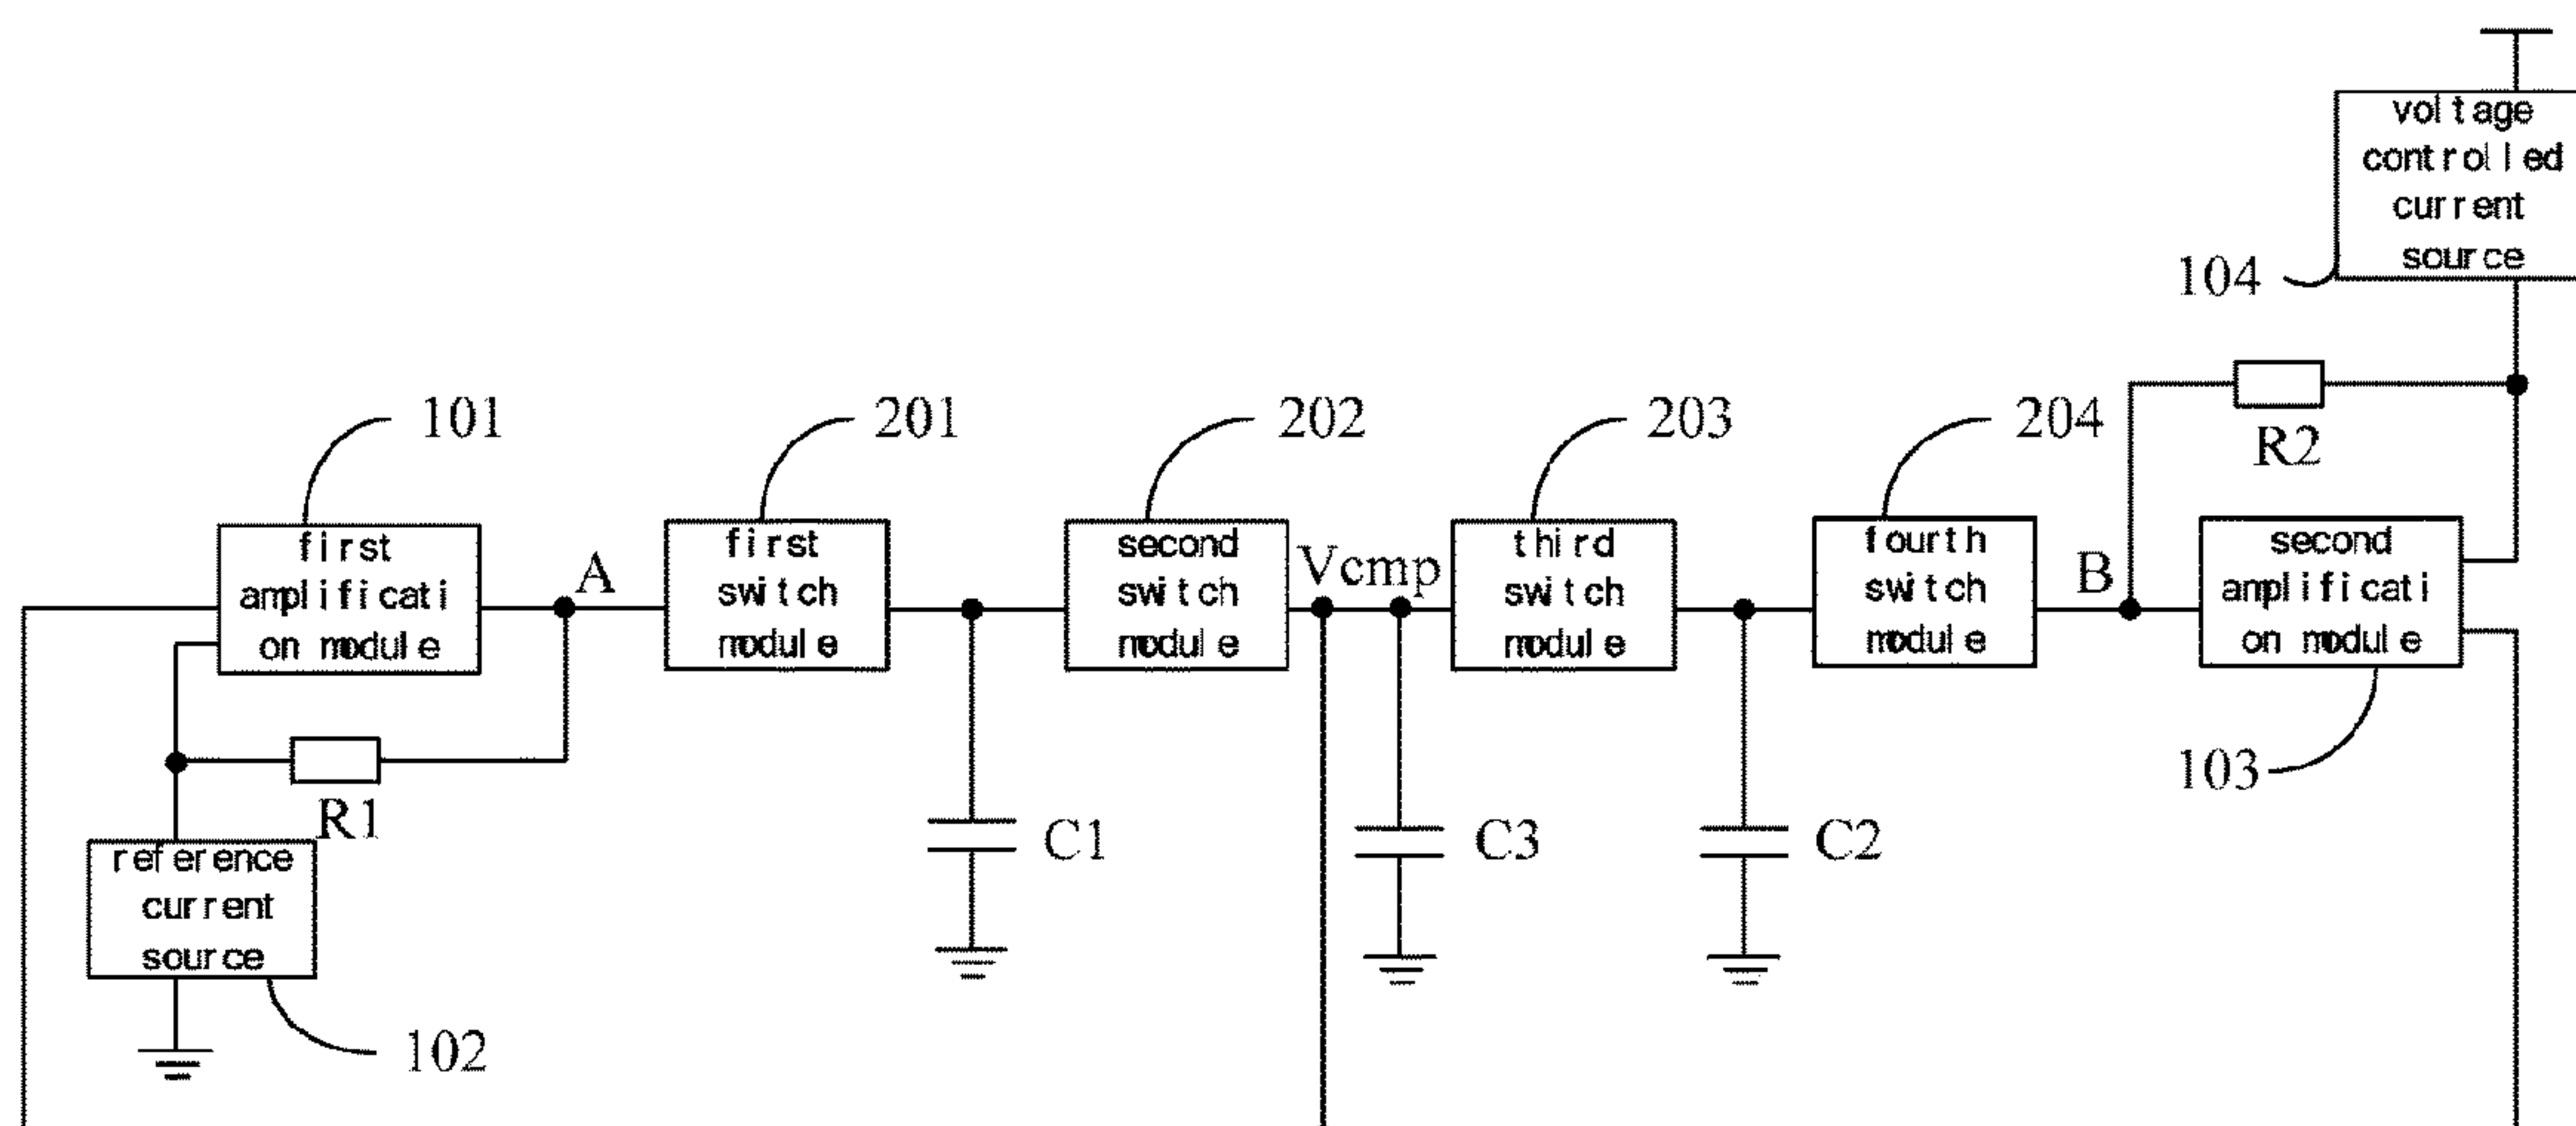 voltage
controlled
current
source
104
R2
101
201
202
203
204
first
amplificati
on module
A
first
switch
module
second
switch
module
Vcmp
third
switch
module
fourth
switch
module
B
second
amplificati
on module
103
R1
reference
current
source
C1
C3
C2
102